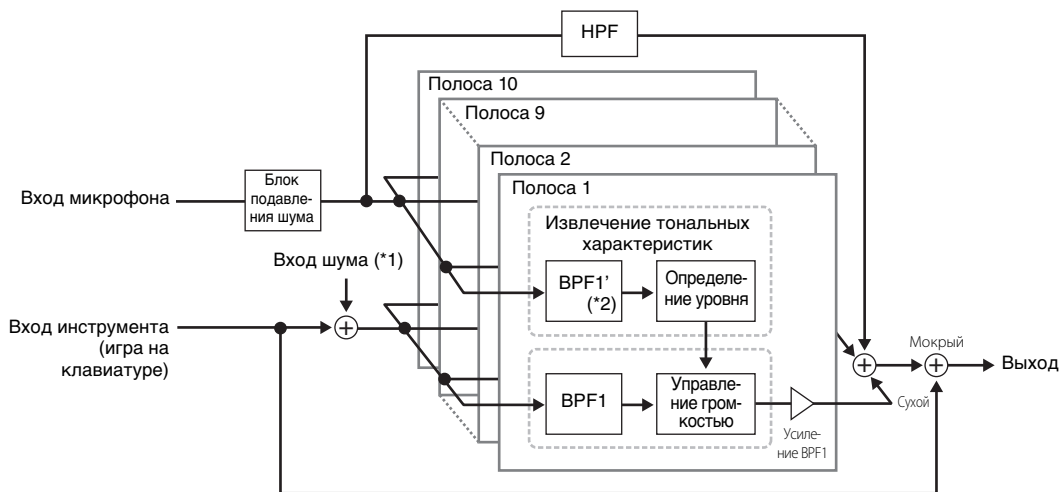 HPF
Полоса 10
Полоса 9
Полоса 2
Полоса 1
Вход микрофона
Блок
подавле-
ния шума
Извлечение тональных
характеристик
Вход шума (*1)
BPF1’
(*2)
Определе-
ние уровня
Вход инструмента
(игра на
клавиатуре)
Мокрый
Выход
BPF1
Управле-
ние гром-
костью
Сухой
Усиле-
ние BPF1